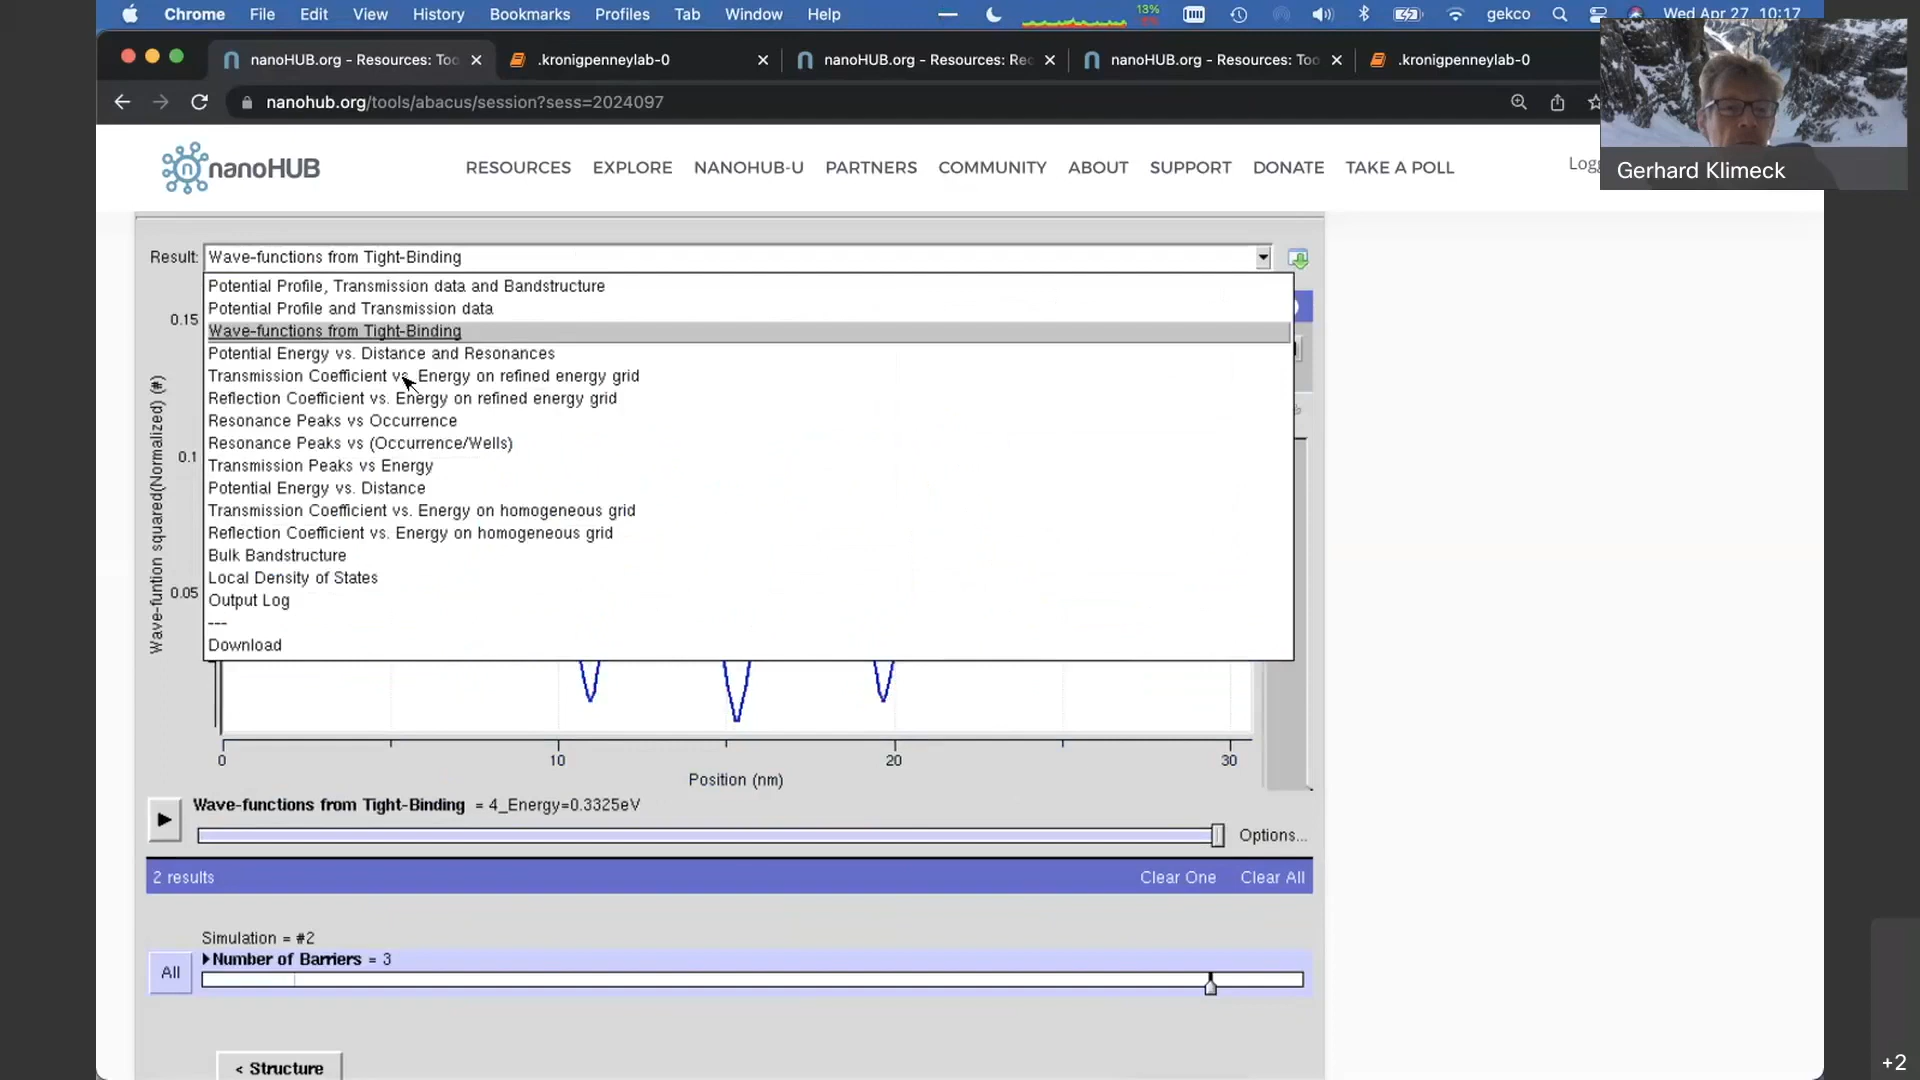 Chrome File Edit View History Bookmarks Profiles Tab Window Help 13% gekco Wed Apr 27, 10:17
nanoHUB.org - Resources: Too .kronigpenneylab-0 nanoHUB.org - Resources: Rec nanoHUB.org - Resources: Too .kronigpenneylab-0
nanohub.org/tools/abacus/session?sess=2024097
nanoHUB RESOURCES EXPLORE NANOHUB-U PARTNERS COMMUNITY ABOUT SUPPORT DONATE TAKE A POLL Logg
Gerhard Klimeck
Result: Wave-functions from Tight-Binding
Potential Profile, Transmission data and Bandstructure
Potential Profile and Transmission data
Wave-functions from Tight-Binding
Potential Energy vs. Distance and Resonances
Transmission Coefficient vs. Energy on refined energy grid
Reflection Coefficient vs. Energy on refined energy grid
Resonance Peaks vs Occurrence
Resonance Peaks vs (Occurrence/Wells)
Transmission Peaks vs Energy
Potential Energy vs. Distance
Transmission Coefficient vs. Energy on homogeneous grid
Reflection Coefficient vs. Energy on homogeneous grid
Bulk Bandstructure
Local Density of States
Output Log
---
Download
Wave-funtion squared(Normalized) (#)
0.15
0.1
0.05
0 10 20 30
Position (nm)
Wave-functions from Tight-Binding = 4_Energy=0.3325eV
Options...
2 results Clear One Clear All
Simulation = #2
All Number of Barriers = 3
< Structure
+2